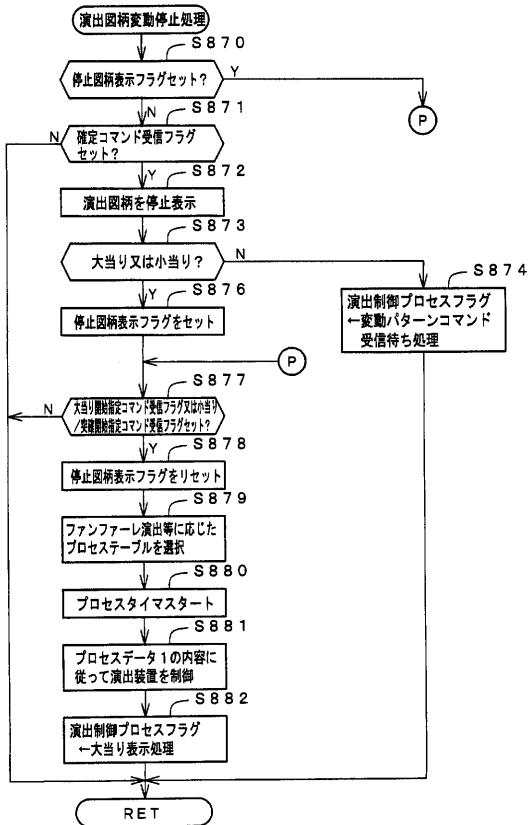 演出図柄変動停止処理
S870
停止図柄表示フラグセット？
Y
P
N
S871
N
確定コマンド受信フラグ
セット？
Y
S872
演出図柄を停止表示
S873
大当り又は小当り？
N
S874
演出制御プロセスフラグ
←変動パターンコマンド
受信待ち処理
Y
S876
停止図柄表示フラグをセット
P
S877
N
大当り開始指定コマンド受信フラグ又は小当り
／突確開始指定コマンド受信フラグセット？
Y
S878
停止図柄表示フラグをリセット
S879
ファンファーレ演出等に応じた
プロセステーブルを選択
S880
プロセスタイマスタート
S881
プロセスデータ１の内容に
従って演出装置を制御
S882
演出制御プロセスフラグ
←大当り表示処理
RET